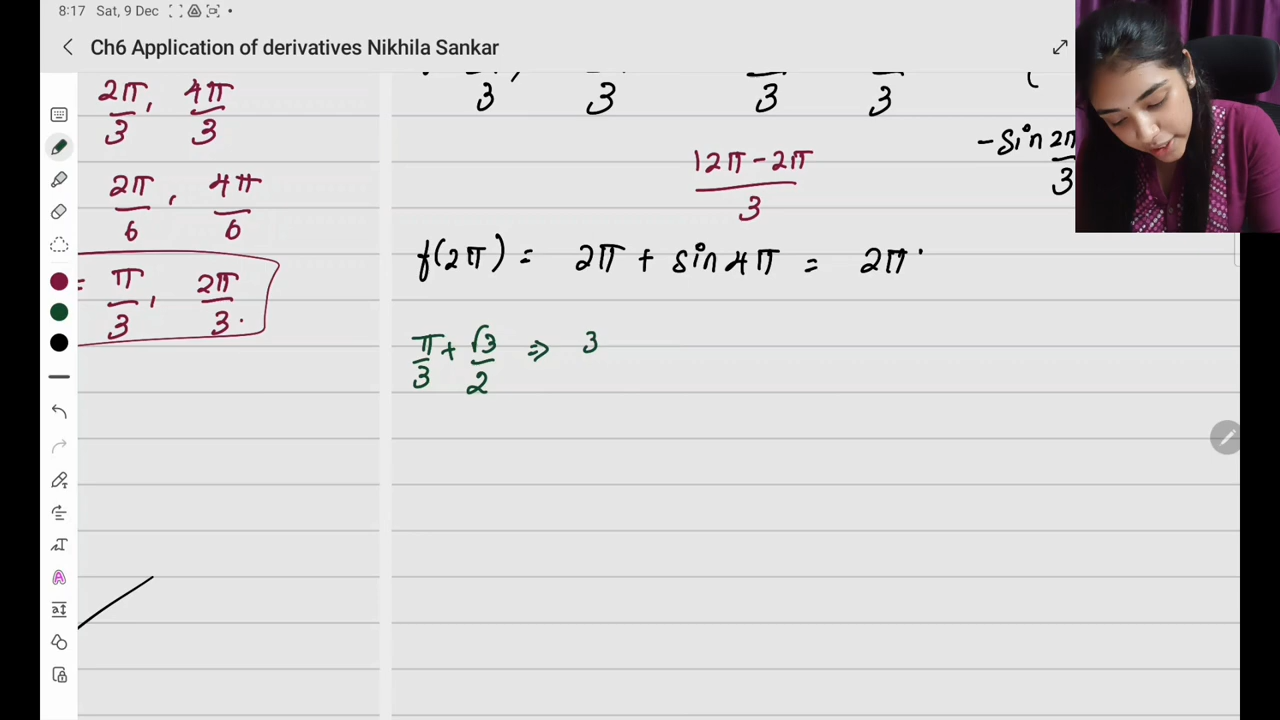 8:17 Sat, 9 Dec
Ch6 Application of derivatives Nikhila Sankar
2π/3, 4π/3
2π/6, 4π/6
= π/3, 2π/3.
3 3 3 3
-sin 2π/3
12π-2π/3
f(2π) = 2π + sin4π = 2π.
π/3 + √3/2 ⇒ 3